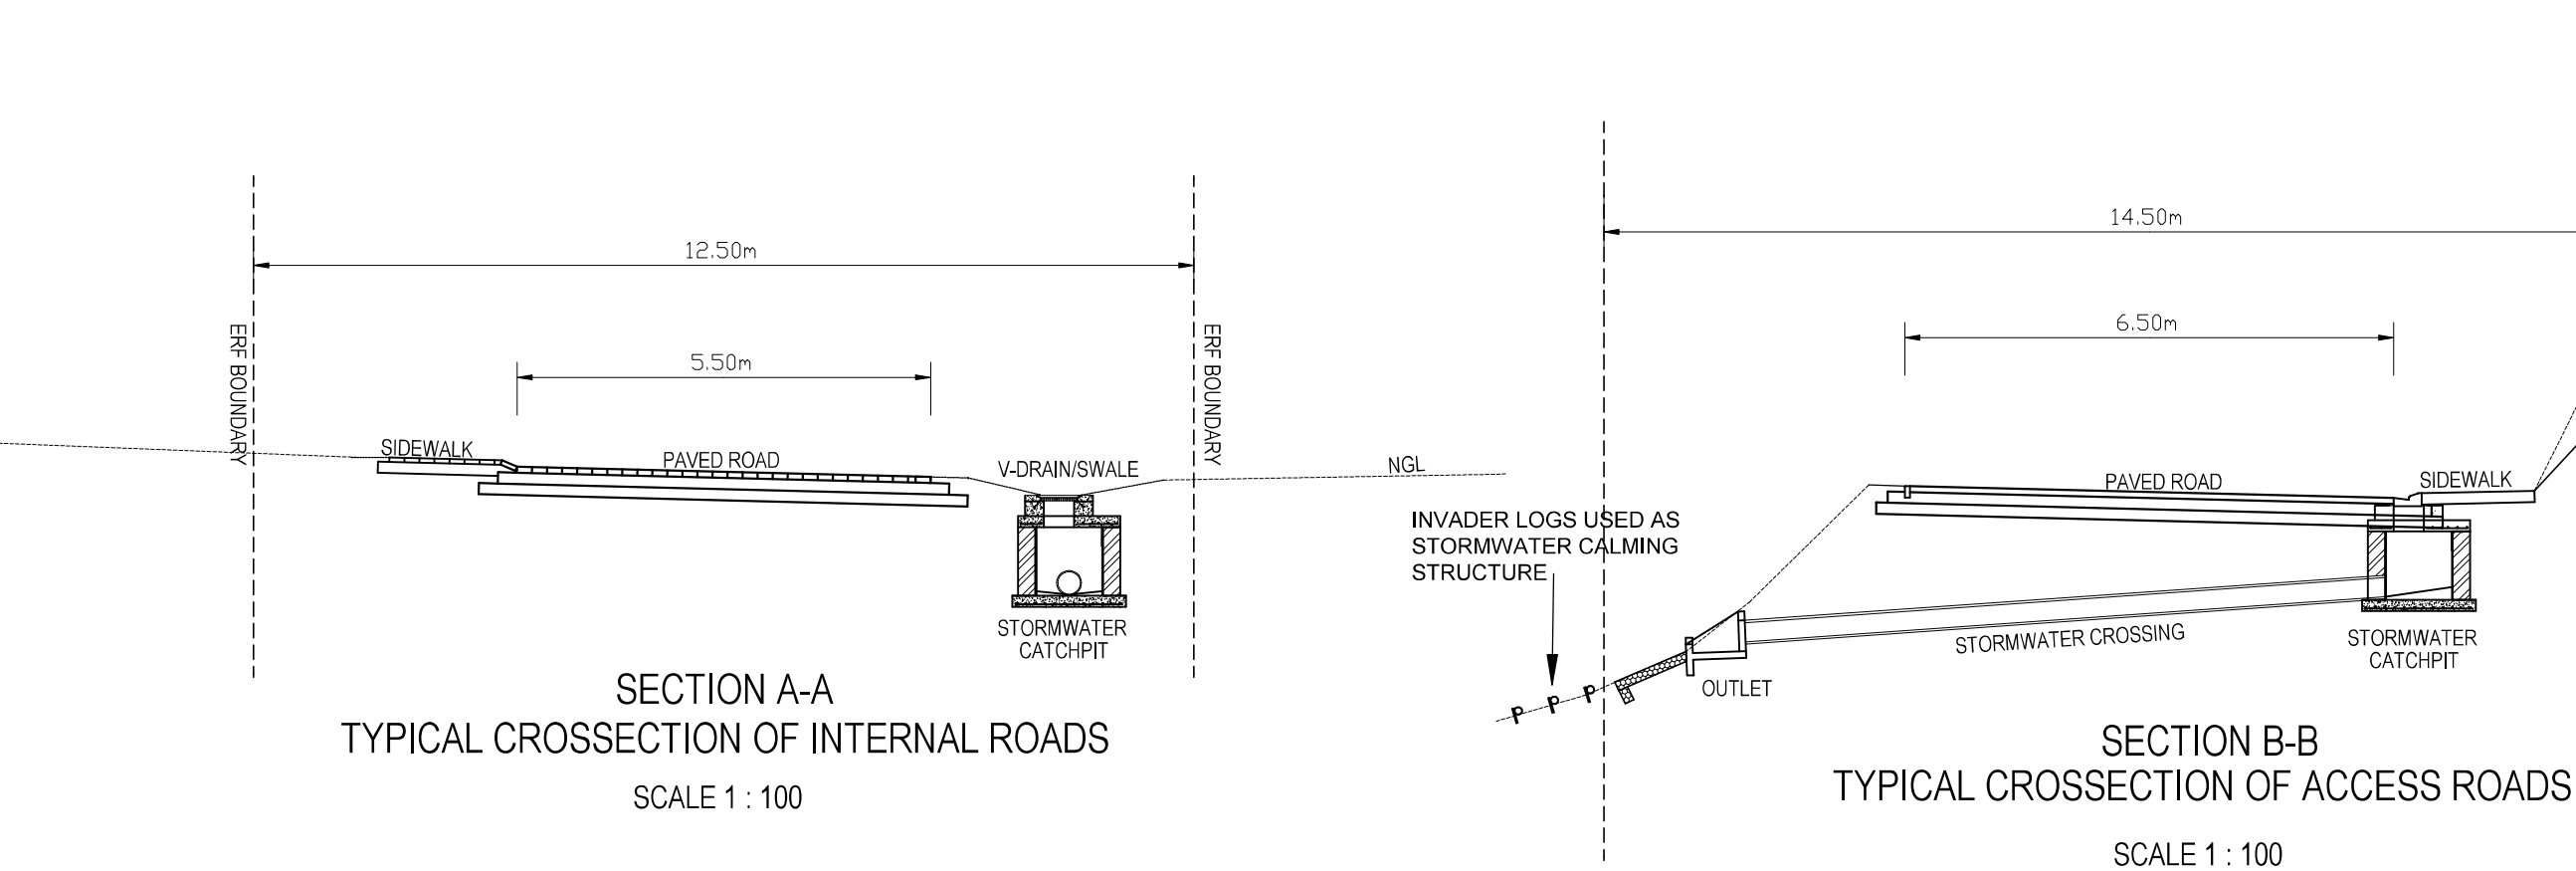 12.50m
5.50m
ERF BOUNDARY
ERF BOUNDARY
SIDEWALK
PAVED ROAD
V-DRAIN/SWALE
NGL
STORMWATER
CATCHPIT
SECTION A-A
TYPICAL CROSSECTION OF INTERNAL ROADS
SCALE 1 : 100
14.50m
6.50m
INVADER LOGS USED AS
STORMWATER CALMING
STRUCTURE
PAVED ROAD
SIDEWALK
STORMWATER CROSSING
OUTLET
STORMWATER
CATCHPIT
SECTION B-B
TYPICAL CROSSECTION OF ACCESS ROADS
SCALE 1 : 100